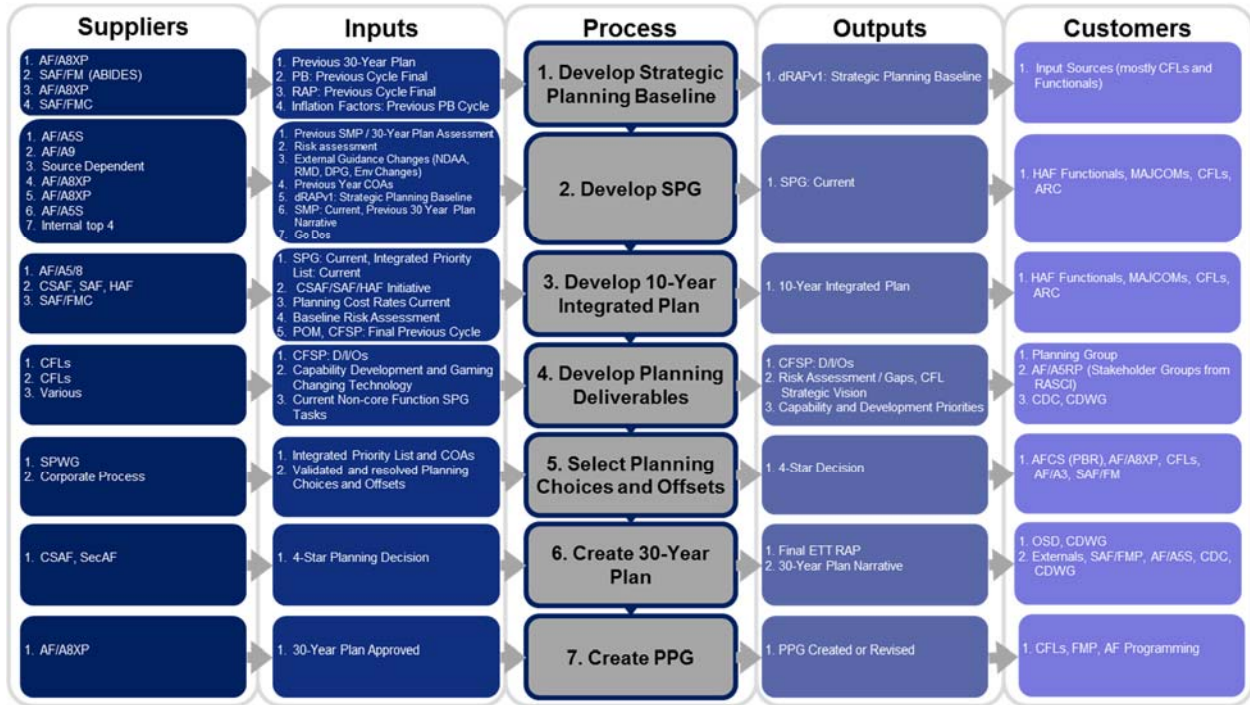 Suppliers
Inputs
Process
Outputs
Customers
1. AF/A8XP
2. SAF/FM (ABIDES)
3. AF/A8XP
4. SAF/FMC
1. Previous 30-Year Plan
2. PB: Previous Cycle Final
3. RAP: Previous Cycle Final
4. Inflation Factors: Previous PB Cycle
1. Develop Strategic
Planning Baseline
1. dRAPv1: Strategic Planning Baseline
1. Input Sources (mostly CFLs and
Functionals)
1. AF/A5S
2. AF/A9
3. Source Dependent
4. AF/A8XP
5. AF/A8XP
6. AF/A5S
7. Internal top 4
1. Previous SMP / 30-Year Plan Assessment
2. Risk assessment
3. External Guidance Changes (NDAA,
RMD, DPG, Env Changes)
4. Previous Year COAs
5. dRAPv1: Strategic Planning Baseline
6. SMP: Current, Previous 30 Year Plan
Narrative
7. Go Dos
2. Develop SPG
1. SPG: Current
1. HAF Functionals, MAJCOMs, CFLs,
ARC
1. AF/A5/8
2. CSAF, SAF, HAF
3. SAF/FMC
1. SPG: Current, Integrated Priority
List: Current
2. CSAF/SAF/HAF Initiative
3. Planning Cost Rates Current
4. Baseline Risk Assessment
5. POM, CFSP: Final Previous Cycle
3. Develop 10-Year
Integrated Plan
1. 10-Year Integrated Plan
1. HAF Functionals, MAJCOMs, CFLs,
ARC
1. CFLs
2. CFLs
3. Various
1. CFSP: D/I/Os
2. Capability Development and Gaming
Changing Technology
3. Current Non-core Function SPG
Tasks
4. Develop Planning
Deliverables
1. CFSP: D/I/Os
2. Risk Assessment / Gaps, CFL
Strategic Vision
3. Capability and Development Priorities
1. Planning Group
2. AF/A5RP (Stakeholder Groups from
RASCI)
3. CDC, CDWG
1. SPWG
2. Corporate Process
1. Integrated Priority List and COAs
2. Validated and resolved Planning
Choices and Offsets
5. Select Planning
Choices and Offsets
1. 4-Star Decision
1. AFCS (PBR), AF/A8XP, CFLs,
AF/A3, SAF/FM
1. CSAF, SecAF
1. 4-Star Planning Decision
6. Create 30-Year
Plan
1. Final ETT RAP
2. 30-Year Plan Narrative
1. OSD, CDWG
2. Externals, SAF/FMP, AF/A5S, CDC,
CDWG
1. AF/A8XP
1. 30-Year Plan Approved
7. Create PPG
1. PPG Created or Revised
1. CFLs, FMP, AF Programming